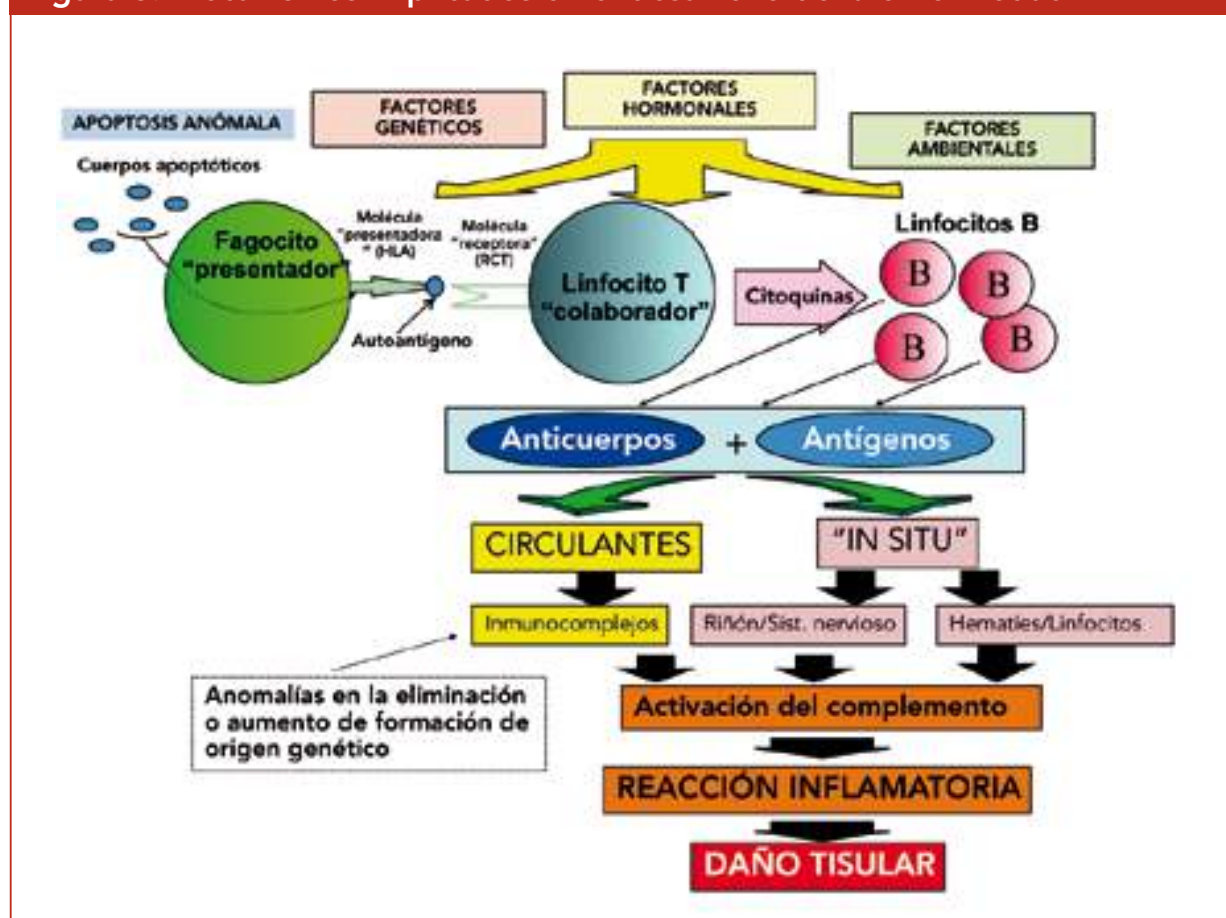 FACTORES
HORMONALES
FACTORES
GENÉTICOS
APOPTOSIS ANÓMALA
FACTORES
AMBIENTALES
Cuerpos apoptóticos
Fagocito
"presentador"
Molécula
"presentadora
" (HLA)
Molécula
"receptora"
(RCT)
Autoantígeno
Linfocito T
"colaborador"
Citoquinas
Linfocitos B
B
B
B
B
Anticuerpos + Antígenos
CIRCULANTES
"IN SITU"
Inmunocomplejos
Riñón/Sist. nervioso
Hematies/Linfocitos
Anomalías en la eliminación
o aumento de formación de
origen genético
Activación del complemento
REACCIÓN INFLAMATORIA
DAÑO TISULAR